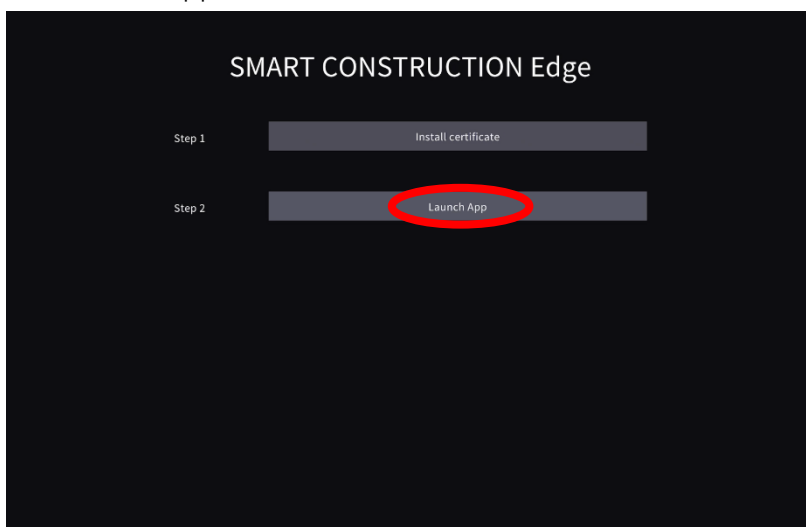 SMART CONSTRUCTION Edge
Step 1 Install certificate
Step 2 Launch App